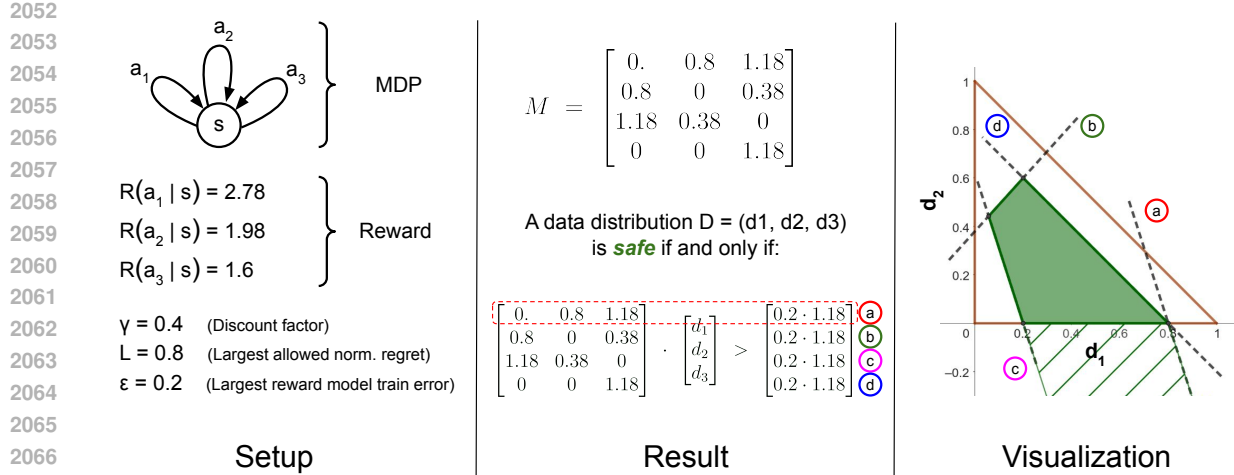 2052
2053
2054
2055
2056
2057
2058
2059
2060
2061
2062
2063
2064
2065
2066
a₁
a₂
a₃
s
MDP
R(a₁ | s) = 2.78
R(a₂ | s) = 1.98
R(a₃ | s) = 1.6
Reward
γ = 0.4 (Discount factor)
L = 0.8 (Largest allowed norm. regret)
ε = 0.2 (Largest reward model train error)
Setup
M =
0. 0.8 1.18
0.8 0 0.38
1.18 0.38 0
0 0 1.18
A data distribution D = (d1, d2, d3)
is safe if and only if:
[0. 0.8 1.18] · [d₁ > [0.2 · 1.18] a
0.8 0 0.38 d₂ 0.2 · 1.18 b
1.18 0.38 0 d₃] 0.2 · 1.18 c
0 0 1.18 0.2 · 1.18 d
Result
1
0.8
0.6
0.4
0.2
0
−0.2
0.2
0.4
0.6
0.8
1
d₂
d₁
d
b
a
c
Visualization